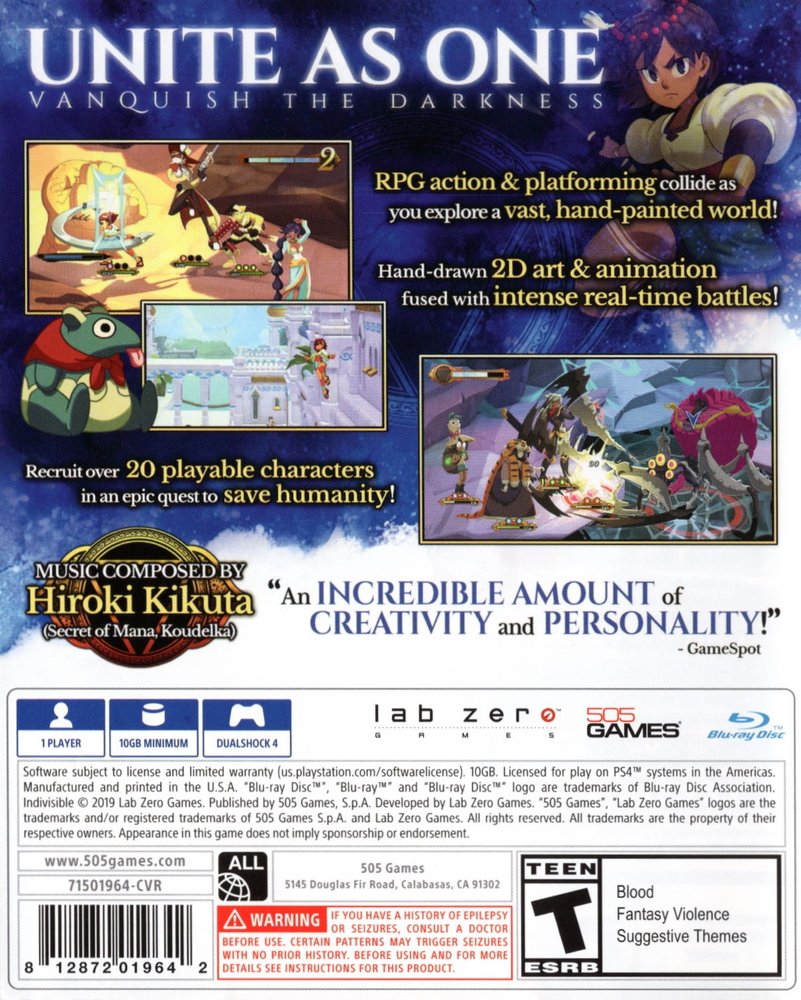 UNITE AS ONE
VANQUISH THE DARKNESS
2
RPG action & platforming collide as
you explore a vast, hand-painted world!
Hand-drawn 2D art & animation
fused with intense real-time battles!
Recruit over 20 playable characters
in an epic quest to save humanity!
MUSIC COMPOSED BY
Hiroki Kikuta
(Secret of Mana, Koudelka)
“An INCREDIBLE AMOUNT of
CREATIVITY and PERSONALITY!”
- GameSpot
1 PLAYER
10GB MINIMUM
DUALSHOCK 4
lab zero™
GAMES
505
GAMES®
Blu-ray Disc™
Software subject to license and limited warranty (us.playstation.com/softwarelicense). 10GB. Licensed for play on PS4™ systems in the Americas.
Manufactured and printed in the U.S.A. “Blu-ray Disc™”, “Blu-ray™” and “Blu-ray Disc™” logo are trademarks of Blu-ray Disc Association.
Indivisible © 2019 Lab Zero Games. Published by 505 Games, S.p.A. Developed by Lab Zero Games. “505 Games”, “Lab Zero Games” logos are the
trademarks and/or registered trademarks of 505 Games S.p.A. and Lab Zero Games. All rights reserved. All trademarks are the property of their
respective owners. Appearance in this game does not imply sponsorship or endorsement.
www.505games.com
71501964-CVR
ALL
505 Games
5145 Douglas Fir Road, Calabasas, CA 91302
WARNING IF YOU HAVE A HISTORY OF EPILEPSY
OR SEIZURES, CONSULT A DOCTOR
BEFORE USE. CERTAIN PATTERNS MAY TRIGGER SEIZURES
WITH NO PRIOR HISTORY. BEFORE USING AND FOR MORE
DETAILS SEE INSTRUCTIONS FOR THIS PRODUCT.
8 12872 01964 2
TEEN
T
ESRB
Blood
Fantasy Violence
Suggestive Themes